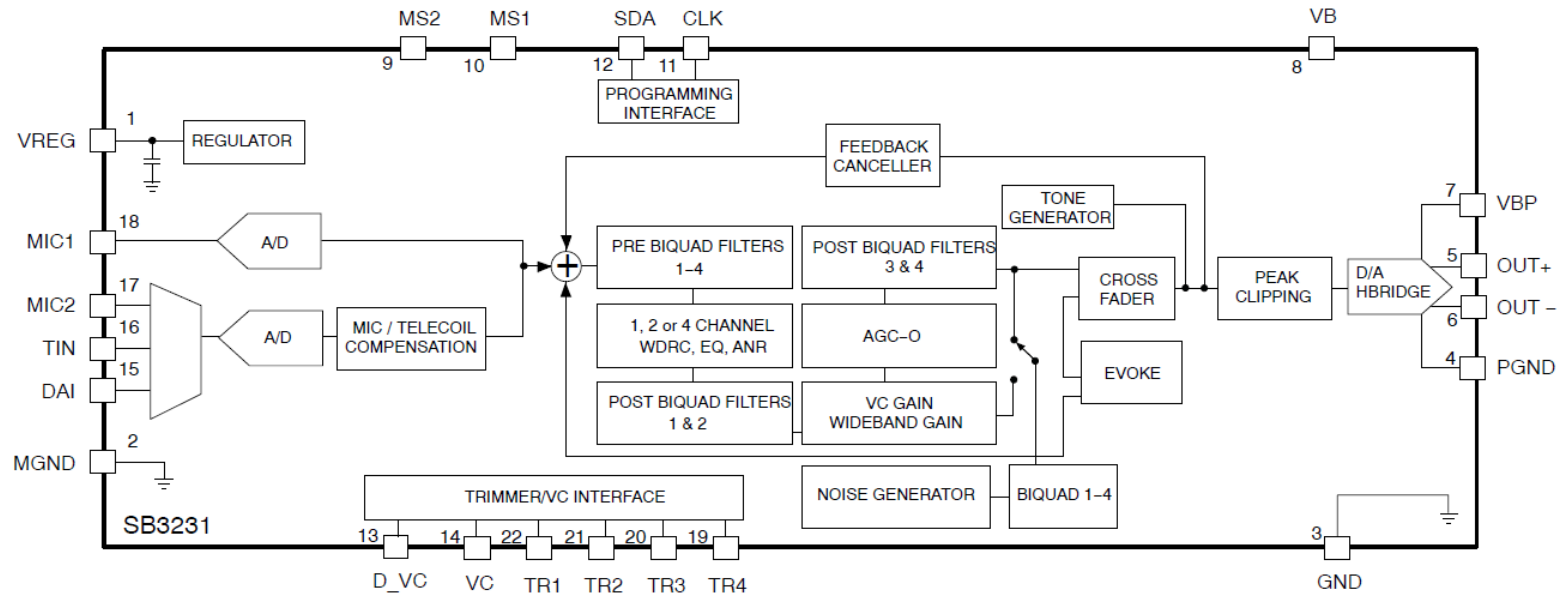 MS2
MS1
SDA
CLK
VB
9
10
12
11
8
PROGRAMMING
INTERFACE
VREG
1
REGULATOR
FEEDBACK
CANCELLER
TONE
GENERATOR
7
VBP
MIC1
18
A/D
PRE BIQUAD FILTERS
1–4
POST BIQUAD FILTERS
3 & 4
CROSS
FADER
PEAK
CLIPPING
D/A
HBRIDGE
5
OUT+
6
OUT –
MIC2
17
TIN
16
DAI
15
A/D
MIC / TELECOIL
COMPENSATION
1, 2 or 4 CHANNEL
WDRC, EQ, ANR
AGC–O
EVOKE
4
PGND
POST BIQUAD FILTERS
1 & 2
VC GAIN
WIDEBAND GAIN
MGND
2
TRIMMER/VC INTERFACE
NOISE GENERATOR
BIQUAD 1–4
SB3231
13
14
22
21
20
19
3
D_VC
VC
TR1
TR2
TR3
TR4
GND